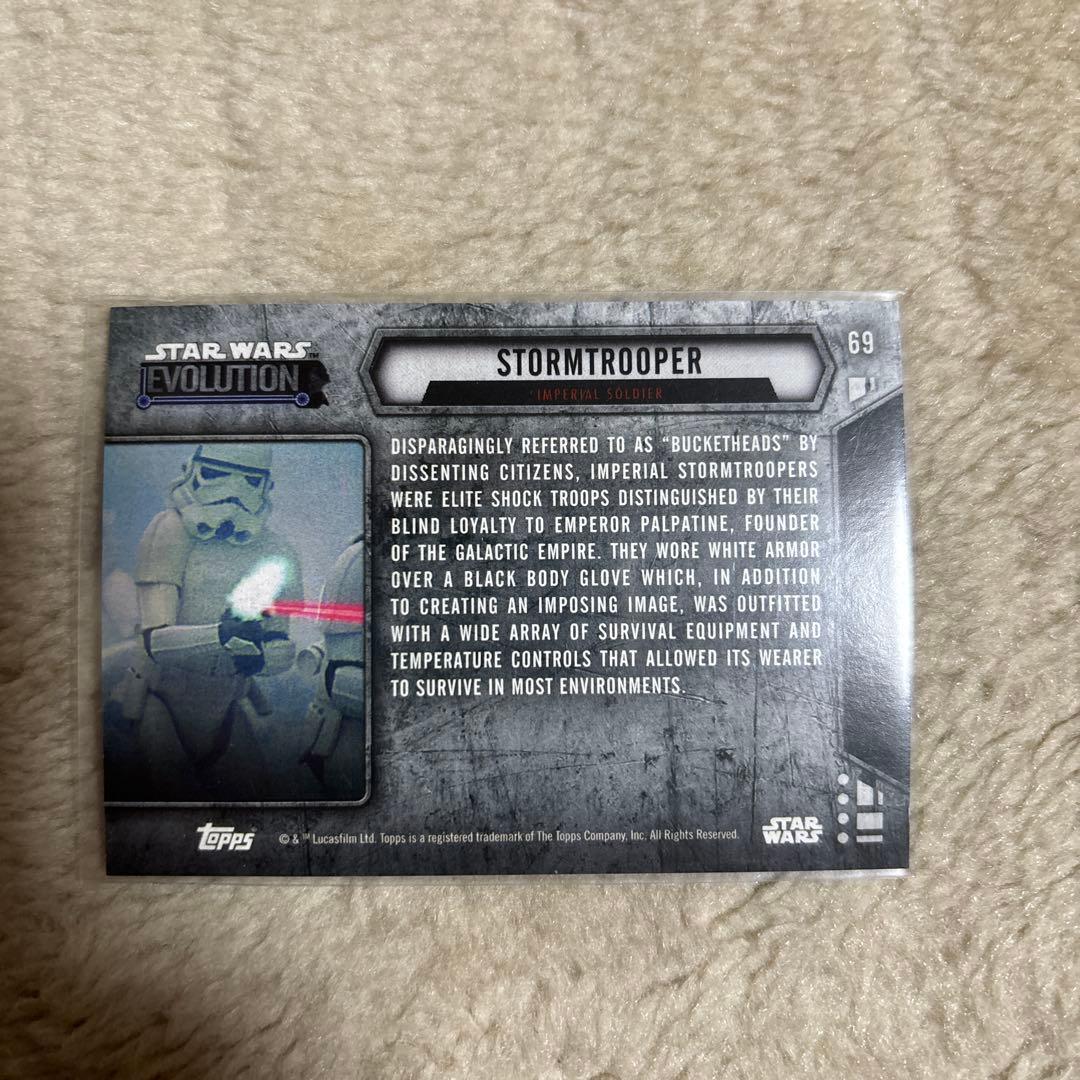 STAR WARS™
EVOLUTION
STORMTROOPER
IMPERIAL SOLDIER
69
DISPARAGINGLY REFERRED TO AS “BUCKETHEADS” BY
DISSENTING CITIZENS, IMPERIAL STORMTROOPERS
WERE ELITE SHOCK TROOPS DISTINGUISHED BY THEIR
BLIND LOYALTY TO EMPEROR PALPATINE, FOUNDER
OF THE GALACTIC EMPIRE. THEY WORE WHITE ARMOR
OVER A BLACK BODY GLOVE WHICH, IN ADDITION
TO CREATING AN IMPOSING IMAGE, WAS OUTFITTED
WITH A WIDE ARRAY OF SURVIVAL EQUIPMENT AND
TEMPERATURE CONTROLS THAT ALLOWED ITS WEARER
TO SURVIVE IN MOST ENVIRONMENTS.
topps
© & ™ Lucasfilm Ltd. Topps is a registered trademark of The Topps Company, Inc. All Rights Reserved.
STAR
WARS